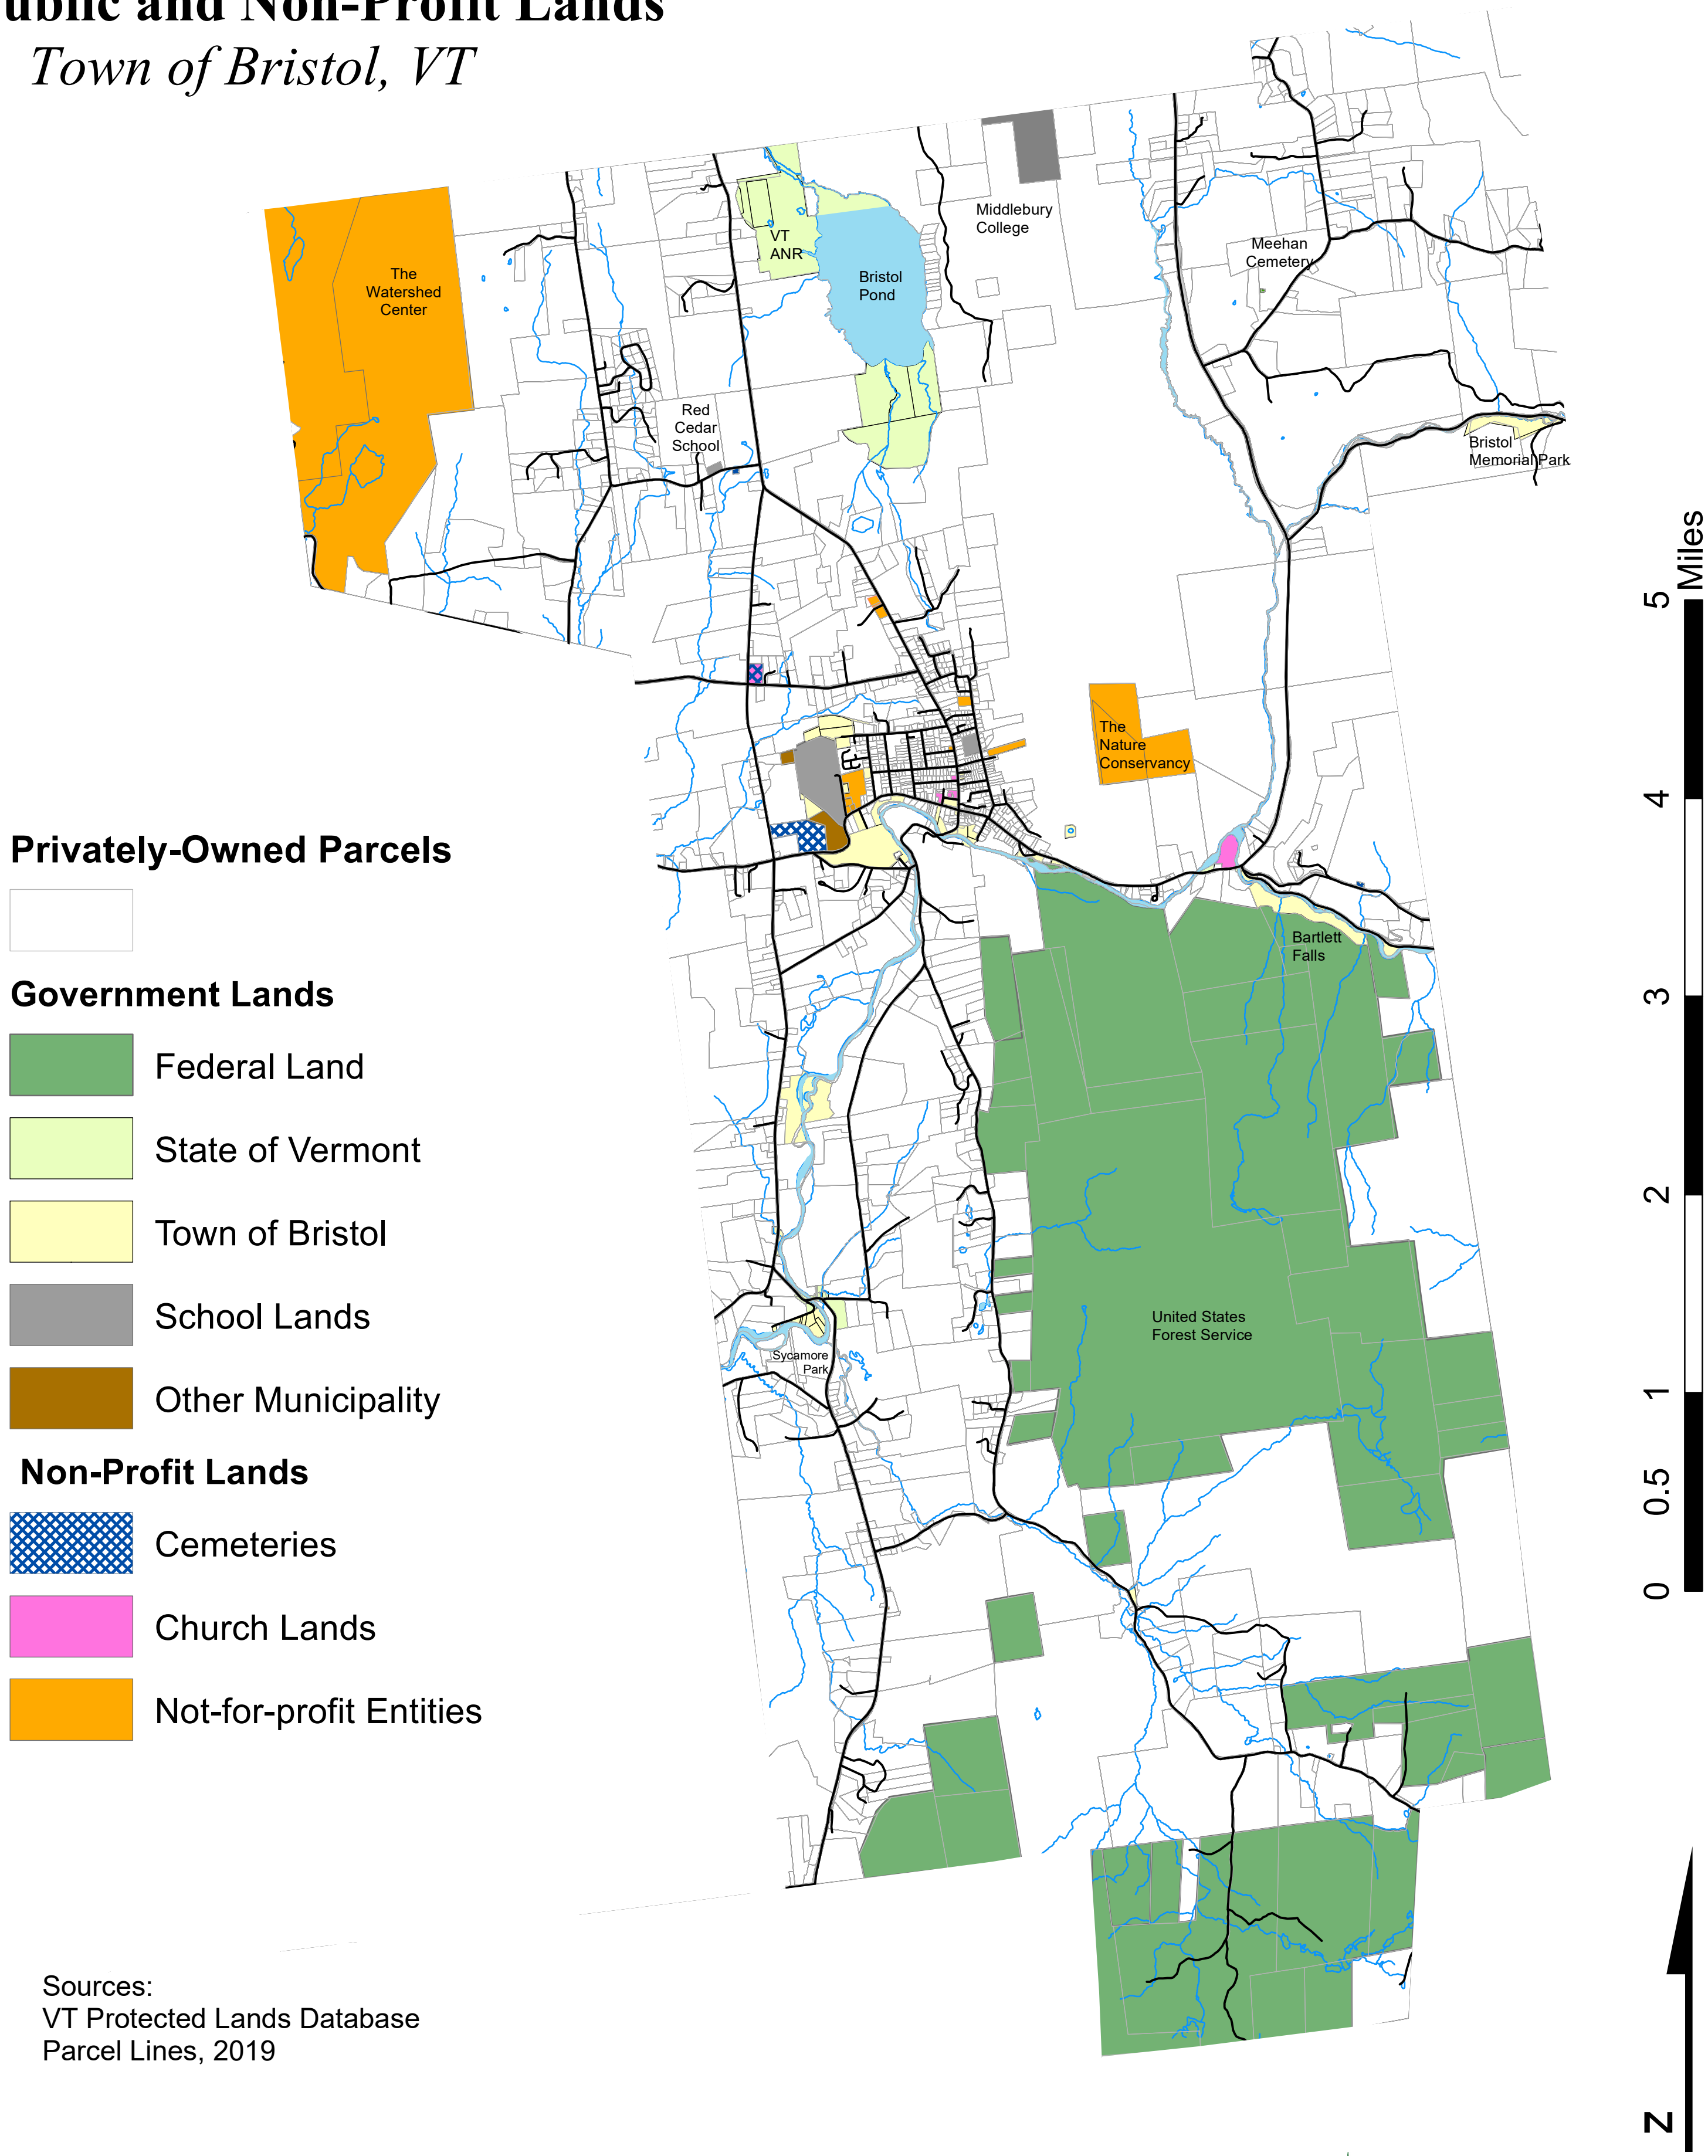 ublic and Non-Profit Lands
Town of Bristol, VT
The
Watershed
Center
VT
ANR
Bristol
Pond
Middlebury
College
Meehan
Cemetery
Red
Cedar
School
Bristol
Memorial Park
The
Nature
Conservancy
Bartlett
Falls
United States
Forest Service
Sycamore
Park
Privately-Owned Parcels
Government Lands
Federal Land
State of Vermont
Town of Bristol
School Lands
Other Municipality
Non-Profit Lands
Cemeteries
Church Lands
Not-for-profit Entities
Sources:
VT Protected Lands Database
Parcel Lines, 2019
Miles
5
4
3
2
1
0.5
0
N